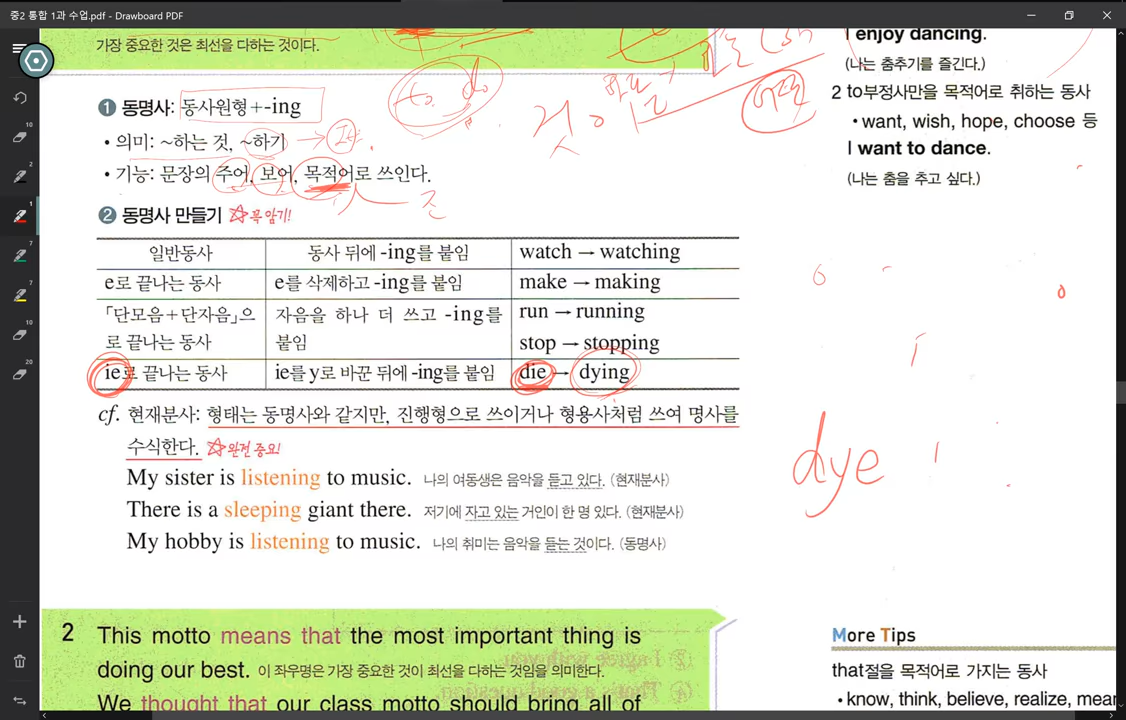 중2 통합 1과 수업.pdf - Drawboard PDF
가장 중요한 것은 최선을 다하는 것이다.
to do
것
❶ 동명사: 동사원형+-ing
• 의미: ~하는 것, ~하기
• 기능: 문장의 주어, 보어, 목적어로 쓰인다.
❷ 동명사 만들기 ☆꼭 암기!
일반동사 동사 뒤에 -ing를 붙임 watch → watching
e로 끝나는 동사 e를 삭제하고 -ing를 붙임 make → making
「단모음+단자음」으로 끝나는 동사 자음을 하나 더 쓰고 -ing를 붙임 run → running
stop → stopping
ie로 끝나는 동사 ie를 y로 바꾼 뒤에 -ing를 붙임 die → dying
cf. 현재분사: 형태는 동명사와 같지만, 진행형으로 쓰이거나 형용사처럼 쓰여 명사를
수식한다. ☆완전 중요!
My sister is listening to music. 나의 여동생은 음악을 듣고 있다. (현재분사)
There is a sleeping giant there. 저기에 자고 있는 거인이 한 명 있다. (현재분사)
My hobby is listening to music. 나의 취미는 음악을 듣는 것이다. (동명사)
2 This motto means that the most important thing is
doing our best. 이 좌우명은 가장 중요한 것이 최선을 다하는 것임을 의미한다.
We thought that our class motto should bring all of
I enjoy dancing.
(나는 춤추기를 즐긴다.)
2 to부정사만을 목적어로 취하는 동사
• want, wish, hope, choose 등
I want to dance.
(나는 춤을 추고 싶다.)
dye
More Tips
that절을 목적어로 가지는 동사
• know, think, believe, realize, mean